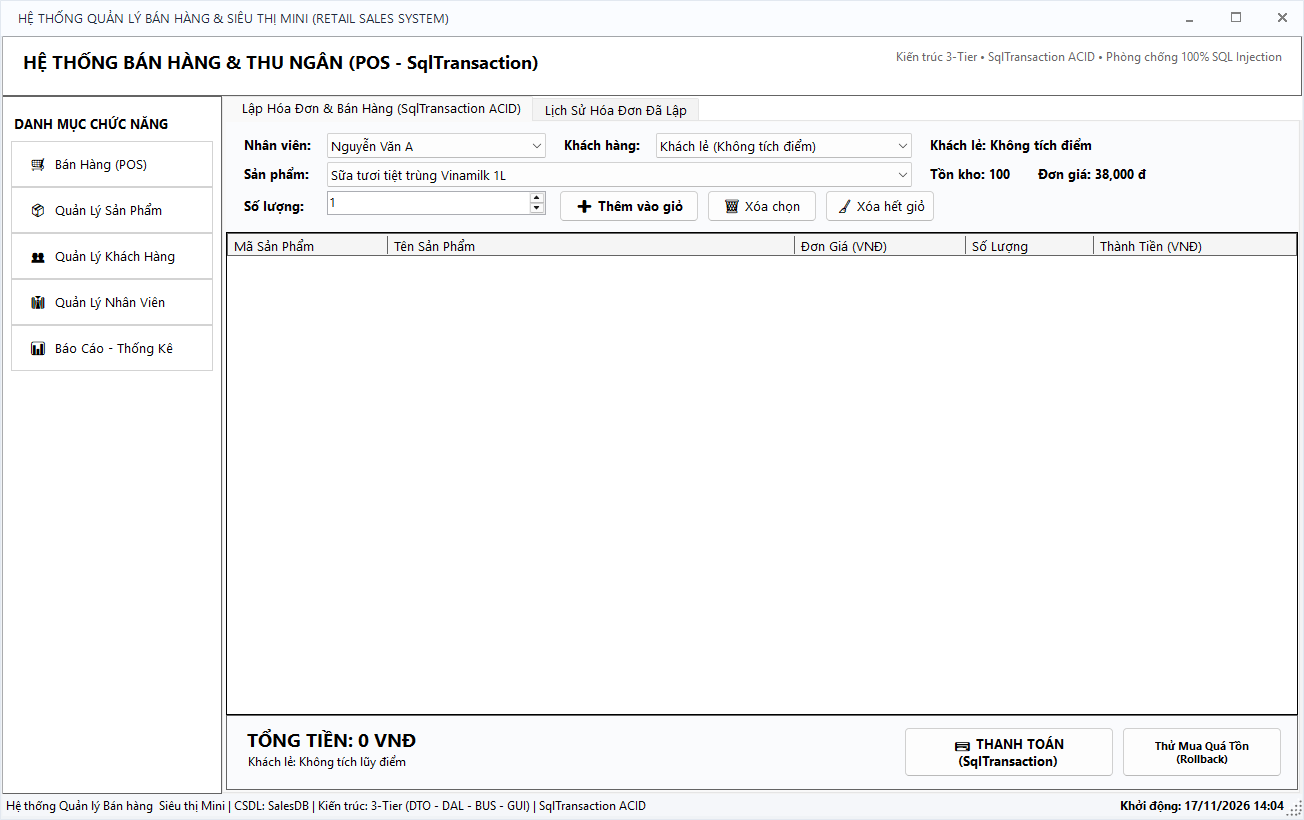 HỆ THỐNG QUẢN LÝ BÁN HÀNG & SIÊU THỊ MINI (RETAIL SALES SYSTEM)
HỆ THỐNG BÁN HÀNG & THU NGÂN (POS - SqlTransaction)
Kiến trúc 3-Tier • SqlTransaction ACID • Phòng chống 100% SQL Injection
DANH MỤC CHỨC NĂNG
Bán Hàng (POS)
Quản Lý Sản Phẩm
Quản Lý Khách Hàng
Quản Lý Nhân Viên
Báo Cáo - Thống Kê
Lập Hóa Đơn & Bán Hàng (SqlTransaction ACID)
Lịch Sử Hóa Đơn Đã Lập
Nhân viên: Nguyễn Văn A Khách hàng: Khách lẻ (Không tích điểm) Khách lẻ: Không tích điểm
Sản phẩm: Sữa tươi tiệt trùng Vinamilk 1L Tồn kho: 100 Đơn giá: 38,000 đ
Số lượng: 1 Thêm vào giỏ Xóa chọn Xóa hết giỏ
Mã Sản Phẩm Tên Sản Phẩm Đơn Giá (VNĐ) Số Lượng Thành Tiền (VNĐ)
TỔNG TIỀN: 0 VNĐ
Khách lẻ: Không tích lũy điểm
THANH TOÁN
(SqlTransaction)
Thử Mua Quá Tồn
(Rollback)
Hệ thống Quản lý Bán hàng  Siêu thị Mini | CSDL: SalesDB | Kiến trúc: 3-Tier (DTO - DAL - BUS - GUI) | SqlTransaction ACID
Khởi động: 17/11/2026 14:04